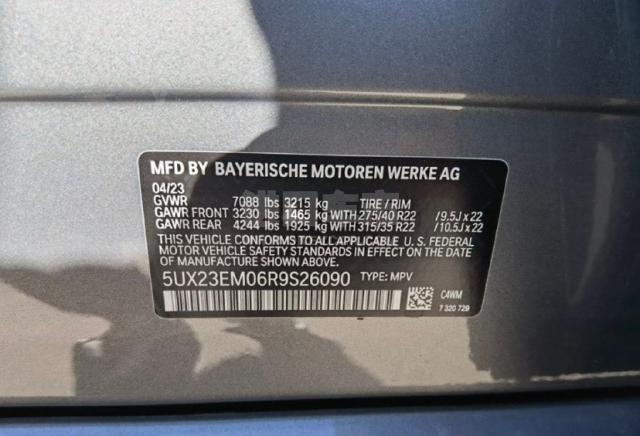 MFD BY BAYERISCHE MOTOREN WERKE AG
04/23
GVWR 7088 lbs 3215 kg TIRE / RIM
GAWR FRONT 3230 lbs 1465 kg WITH 275/40 R22 /9.5J x 22
GAWR REAR 4244 lbs 1925 kg WITH 315/35 R22 /10.5J x 22
THIS VEHICLE CONFORMS TO ALL APPLICABLE U. S. FEDERAL
MOTOR VEHICLE SAFETY STANDARDS IN EFFECT ON THE DATE
OF MANUFACTURE SHOWN ABOVE.
5UX23EM06R9S26090 TYPE: MPV
C4WM
7 320 729